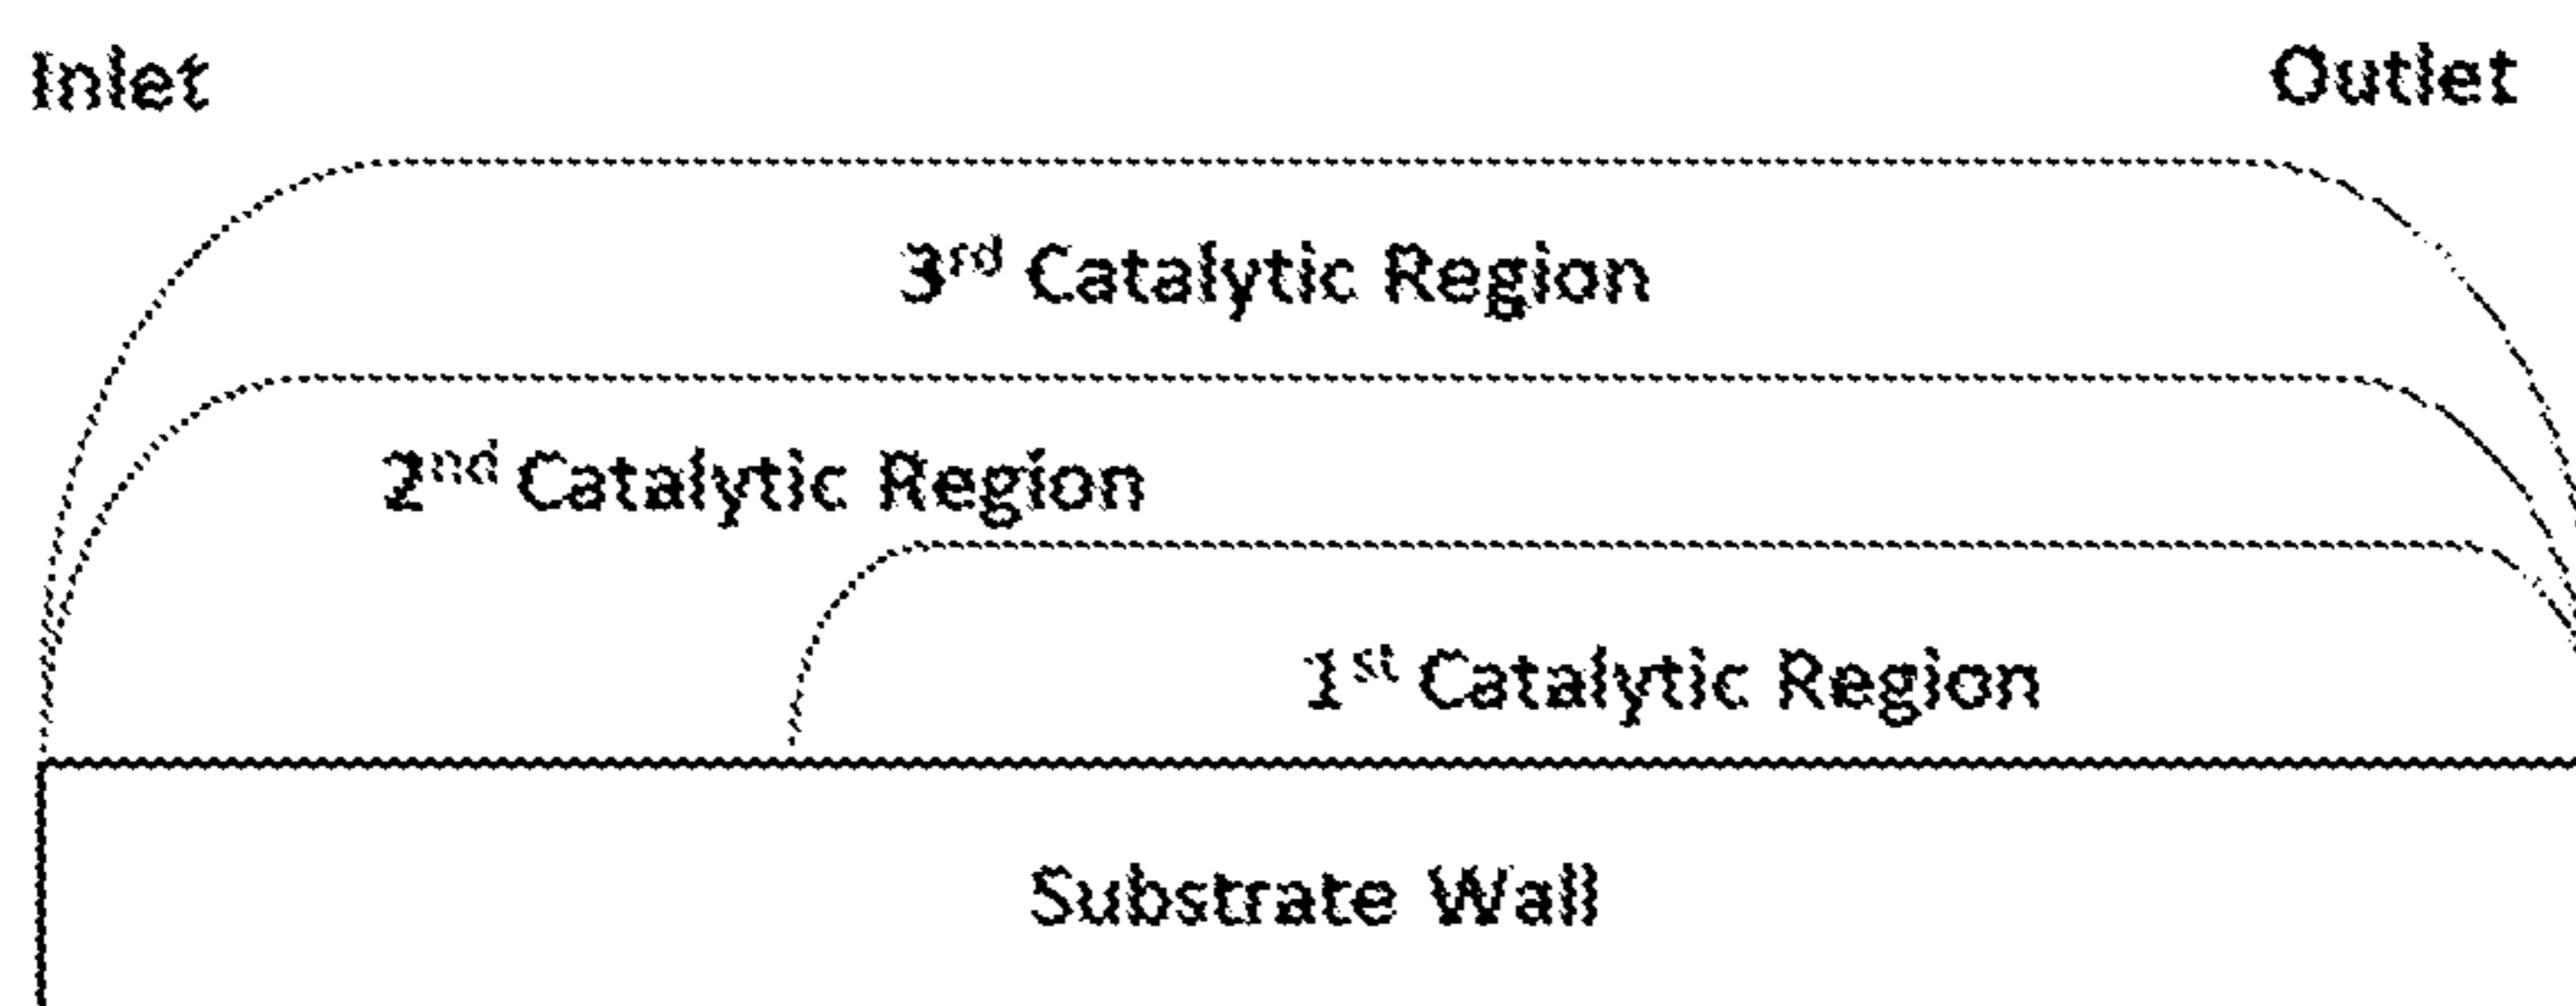 Inlet
Outlet
3rd Catalytic Region
2nd Catalytic Region
1st Catalytic Region
Substrate Wall